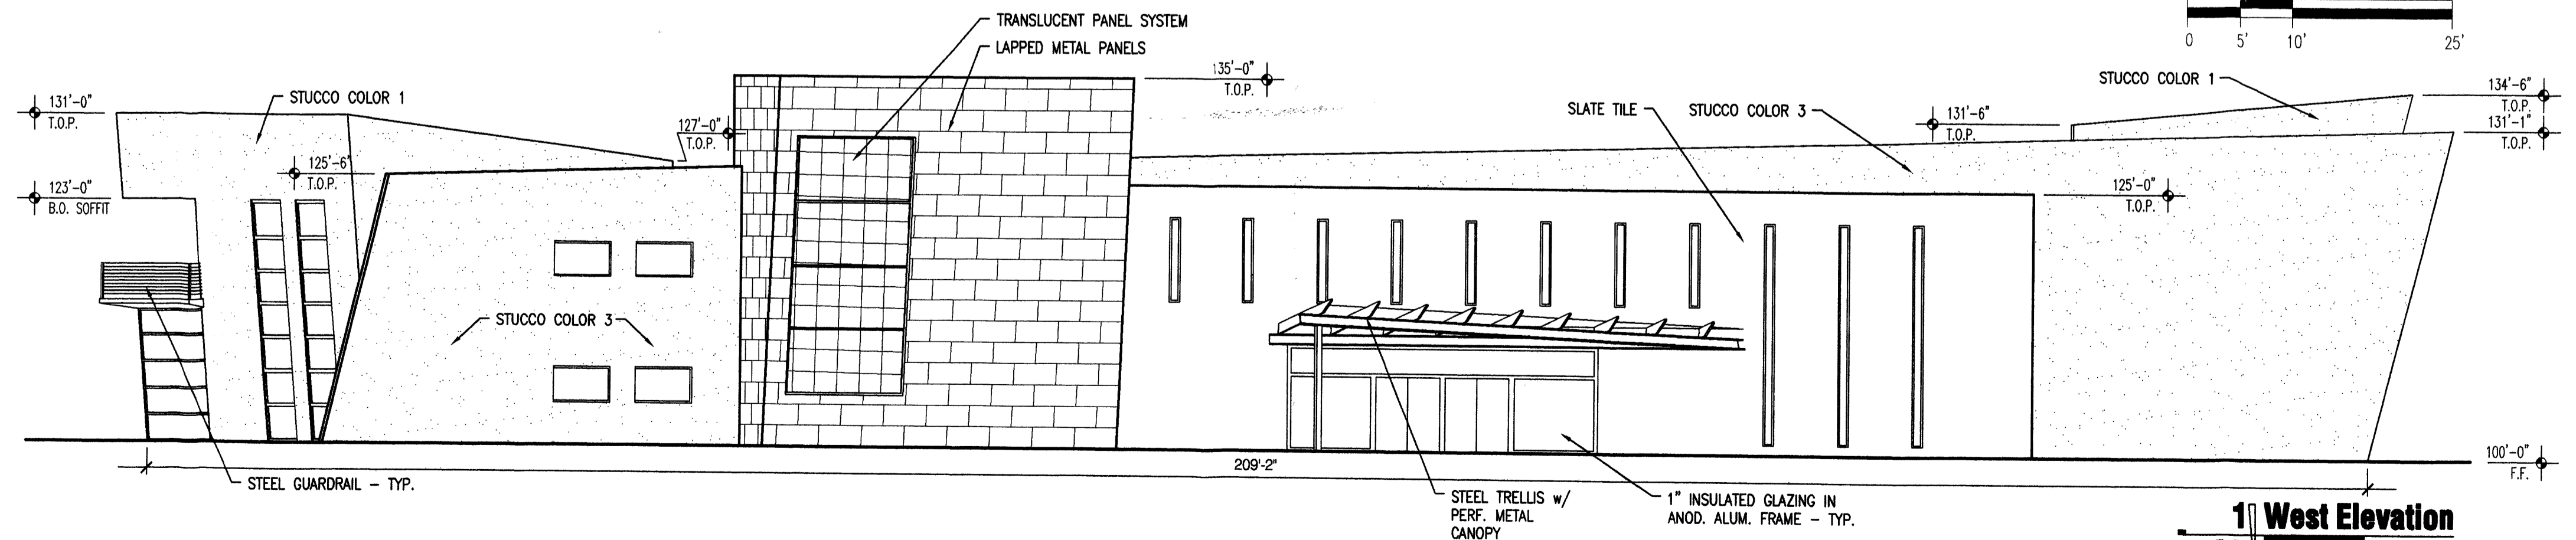 TRANSLUCENT PANEL SYSTEM
LAPPED METAL PANELS
0 5' 10' 25'
131'-0"
T.O.P.
STUCCO COLOR 1
135'-0"
T.O.P.
STUCCO COLOR 1
134'-6"
T.O.P.
131'-1"
T.O.P.
127'-0"
T.O.P.
SLATE TILE
STUCCO COLOR 3
131'-6"
T.O.P.
125'-6"
T.O.P.
123'-0"
B.O. SOFFIT
125'-0"
T.O.P.
STUCCO COLOR 3
209'-2"
100'-0"
F.F.
STEEL GUARDRAIL - TYP.
STEEL TRELLIS w/
PERF. METAL
CANOPY
1" INSULATED GLAZING IN
ANOD. ALUM. FRAME - TYP.
1 West Elevation